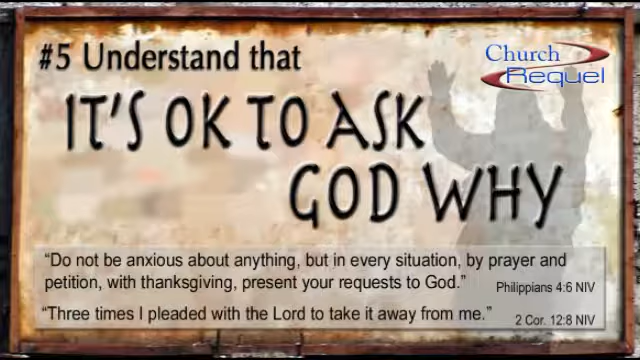 #5 Understand that
Church
Requel
IT'S OK TO ASK
GOD WHY
“Do not be anxious about anything, but in every situation, by prayer and
petition, with thanksgiving, present your requests to God.” Philippians 4:6 NIV
“Three times I pleaded with the Lord to take it away from me.” 2 Cor. 12:8 NIV